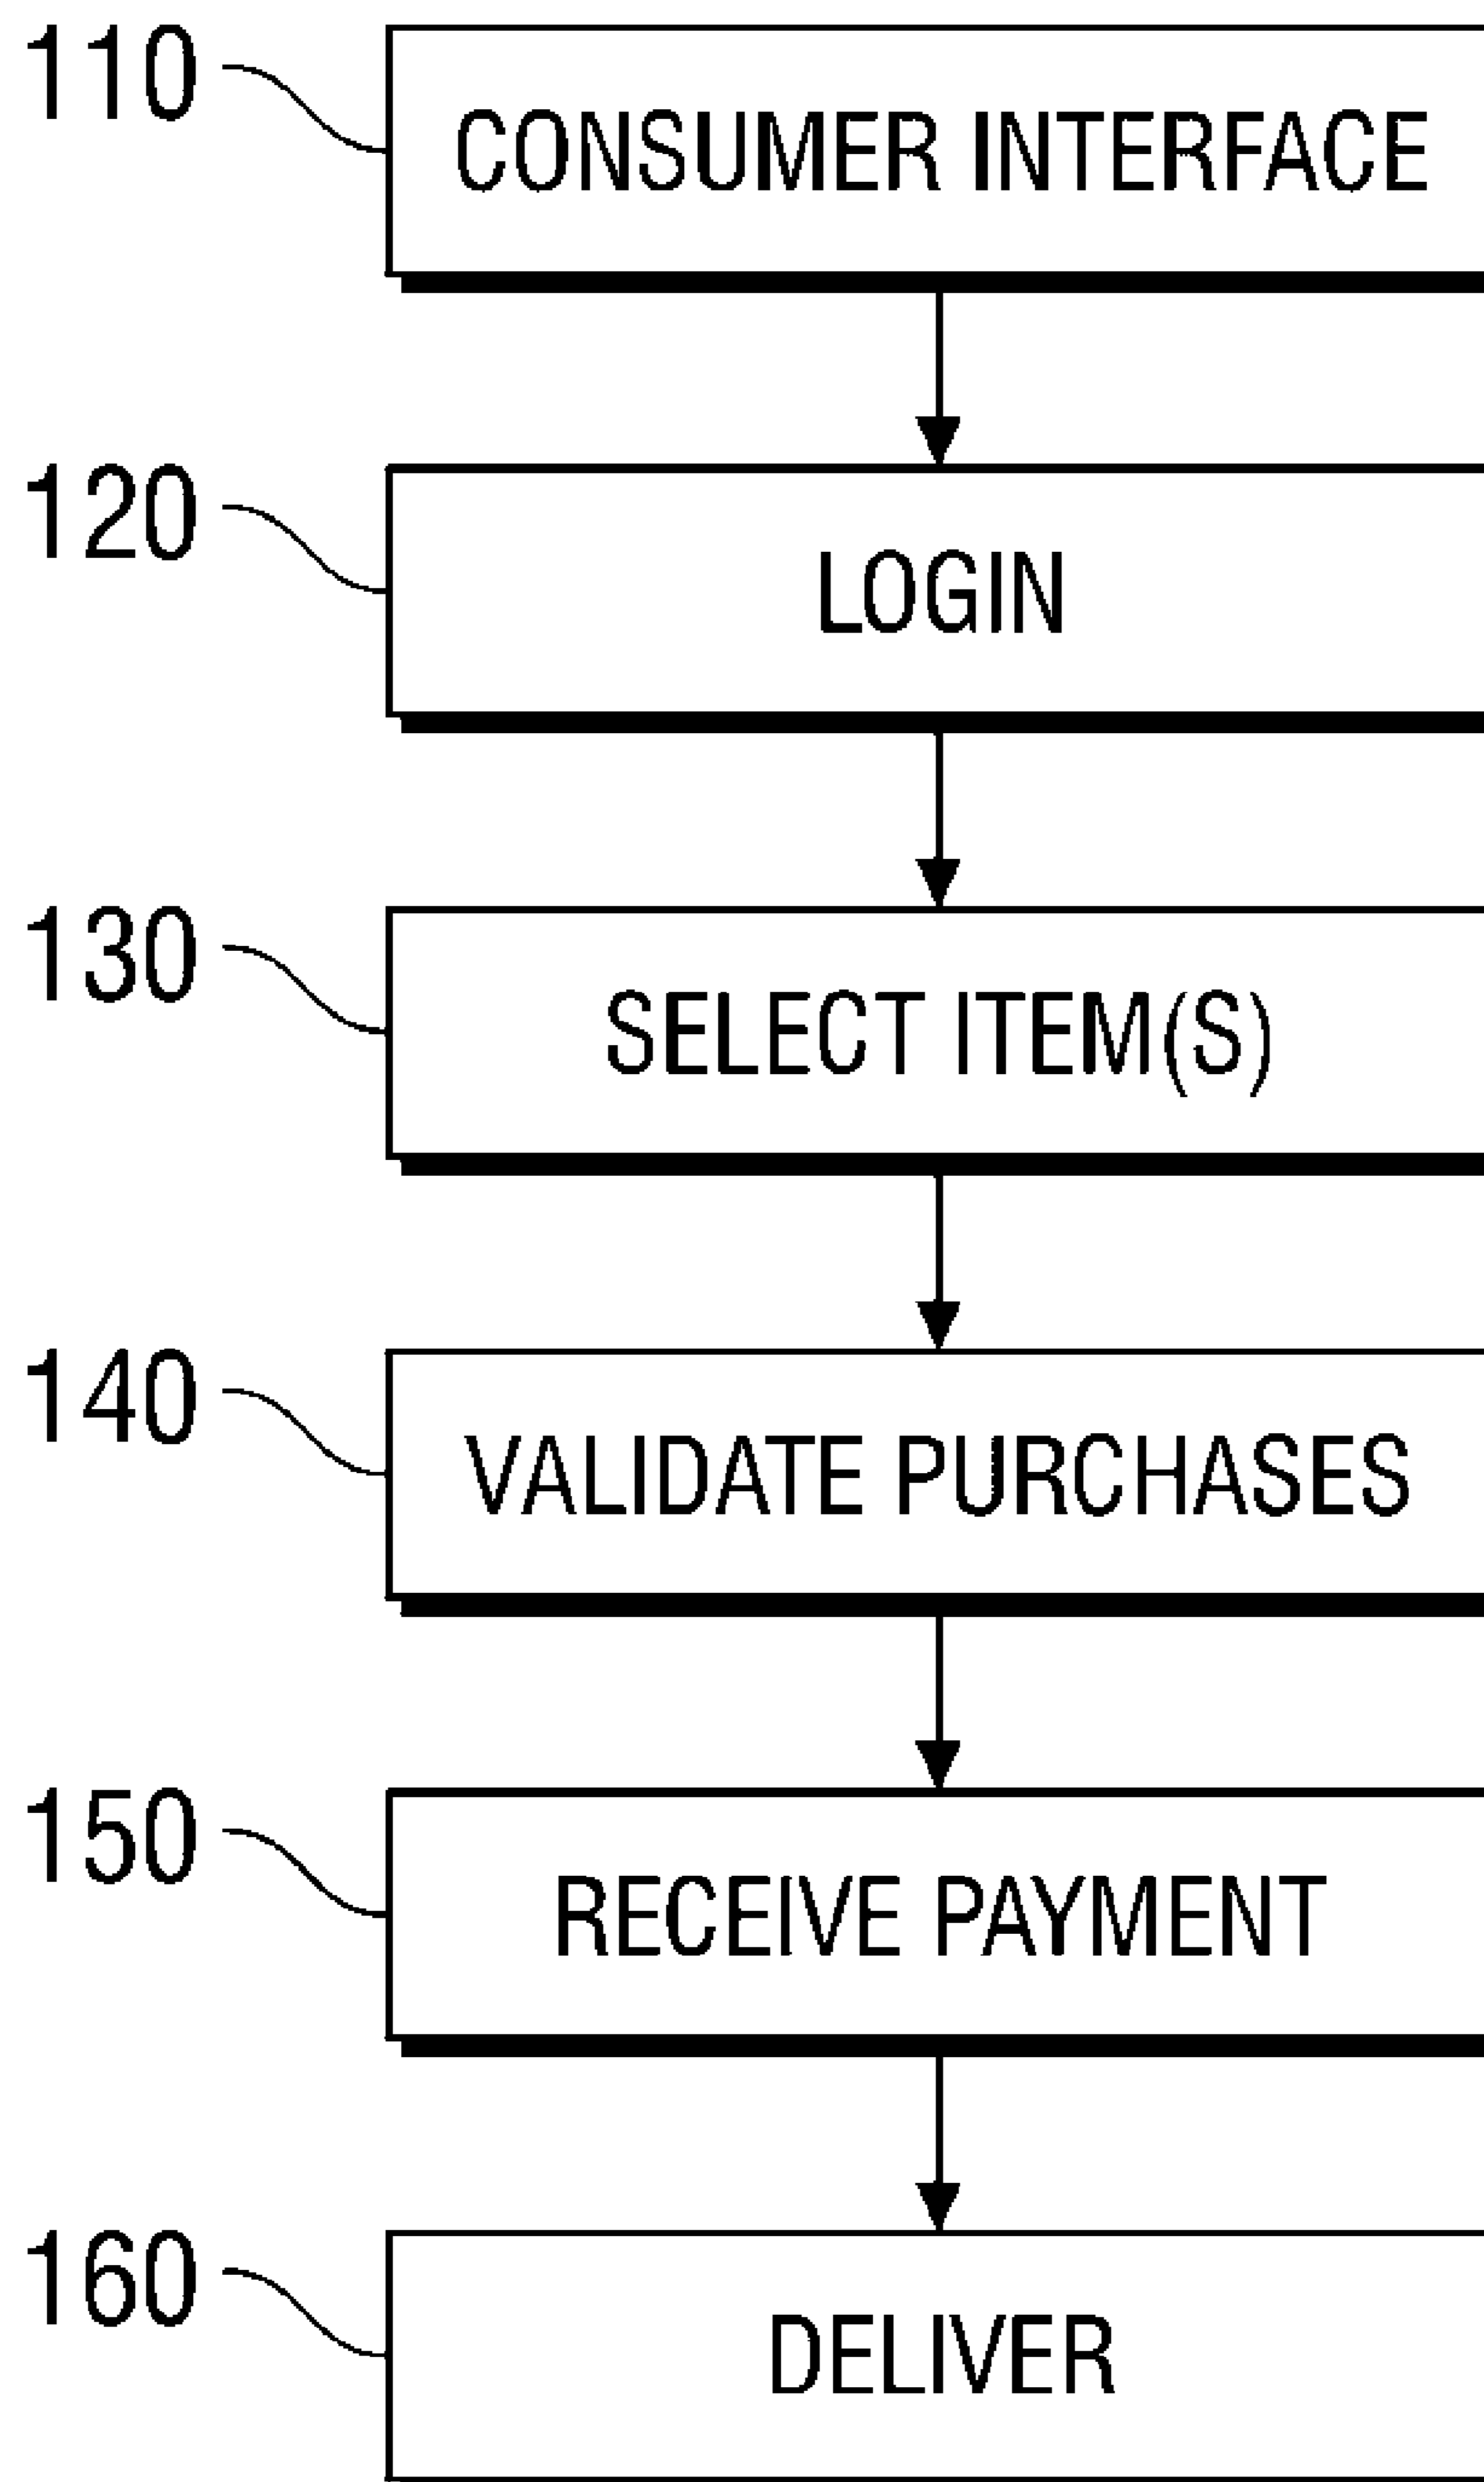 110
CONSUMER INTERFACE
120
LOGIN
130
SELECT ITEM(S)
140
VALIDATE PURCHASES
150
RECEIVE PAYMENT
160
DELIVER